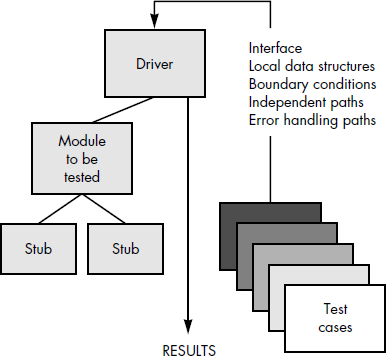 Driver
Interface
Local data structures
Boundary conditions
Independent paths
Error handling paths
Module
to be
tested
Stub
Stub
Test
cases
RESULTS